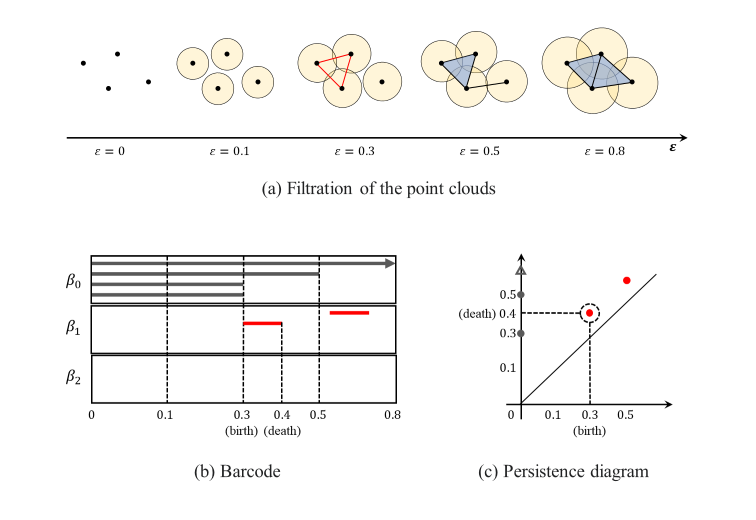 ε = 0 ε = 0.1 ε = 0.3 ε = 0.5 ε = 0.8 ε
(a) Filtration of the point clouds
β0
β1
β2
0 0.1 0.3 0.4 0.5 0.8
(birth) (death)
(b) Barcode
0.5
(death) 0.4
0.3
0.1
0 0.1 0.3 0.5
(birth)
(c) Persistence diagram